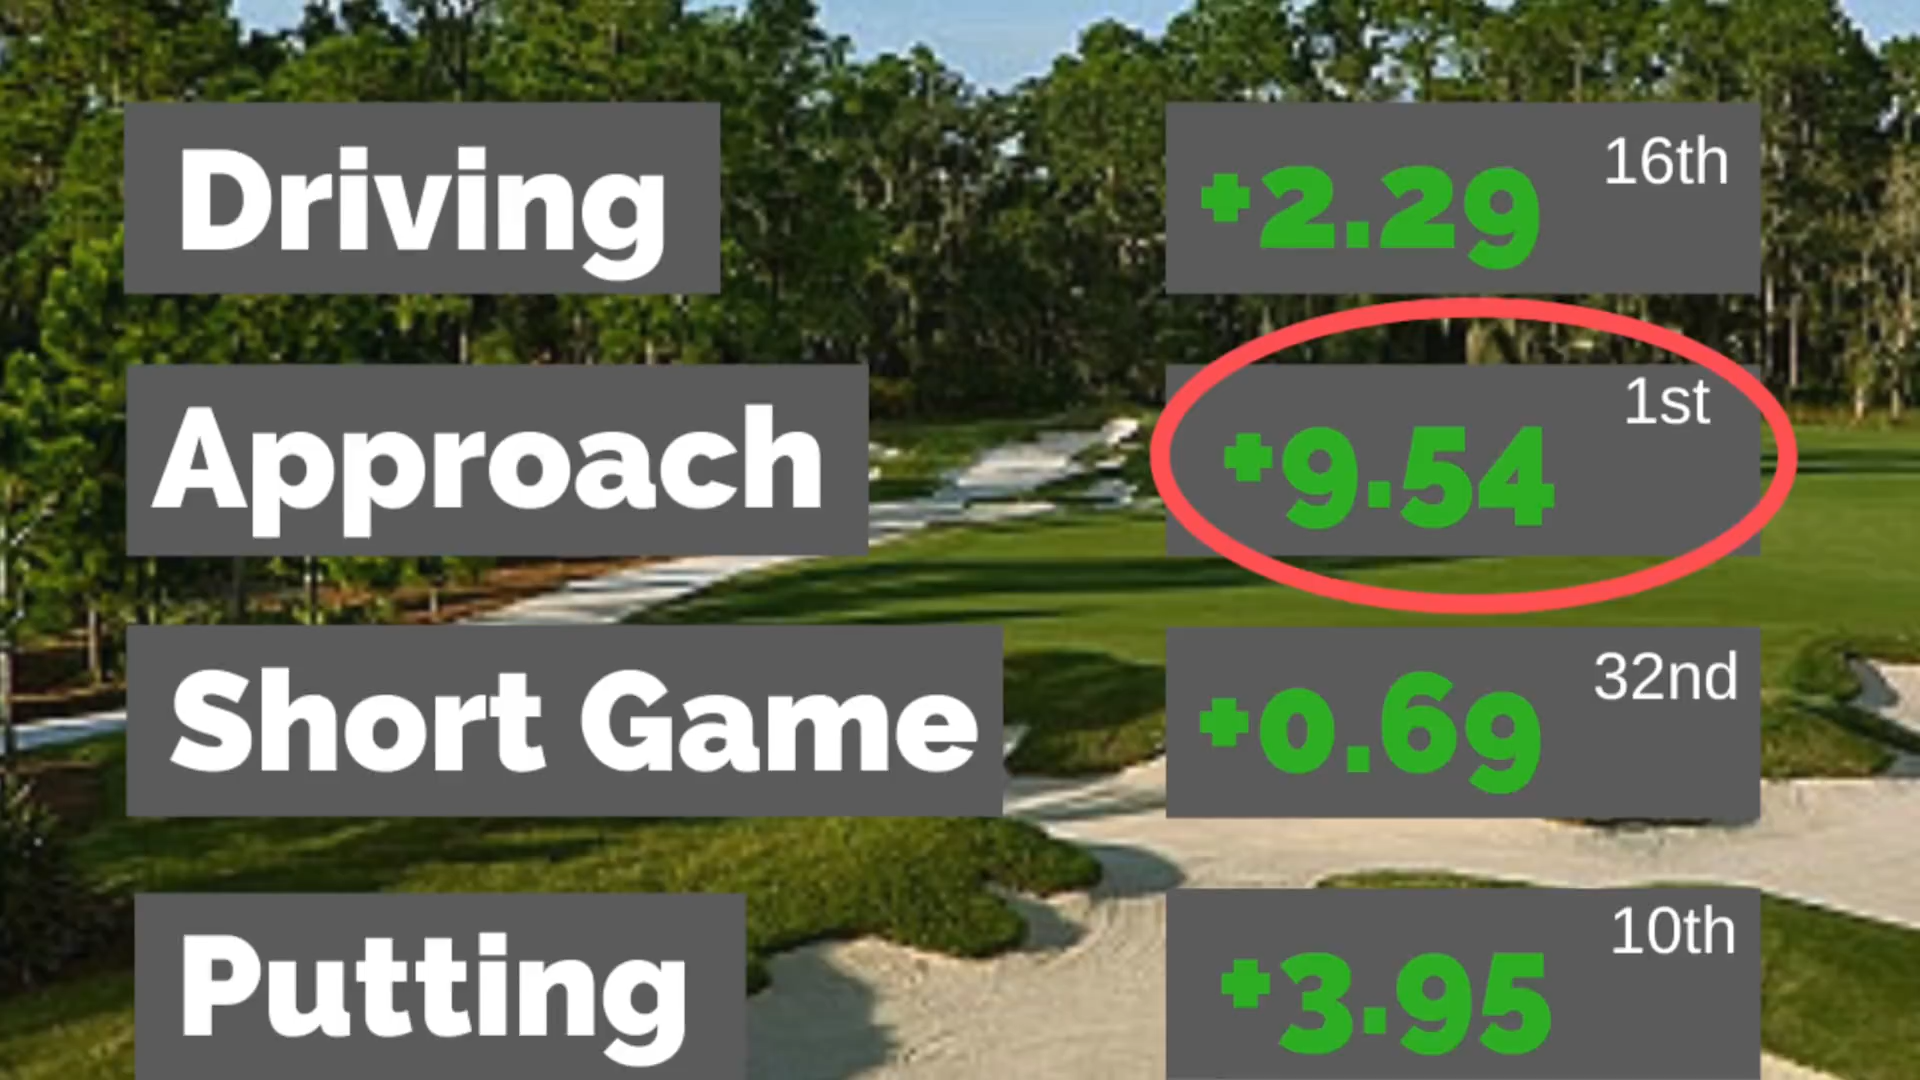 Driving
+2.29 16th
Approach
+9.54 1st
Short Game
+0.69 32nd
Putting
+3.95 10th